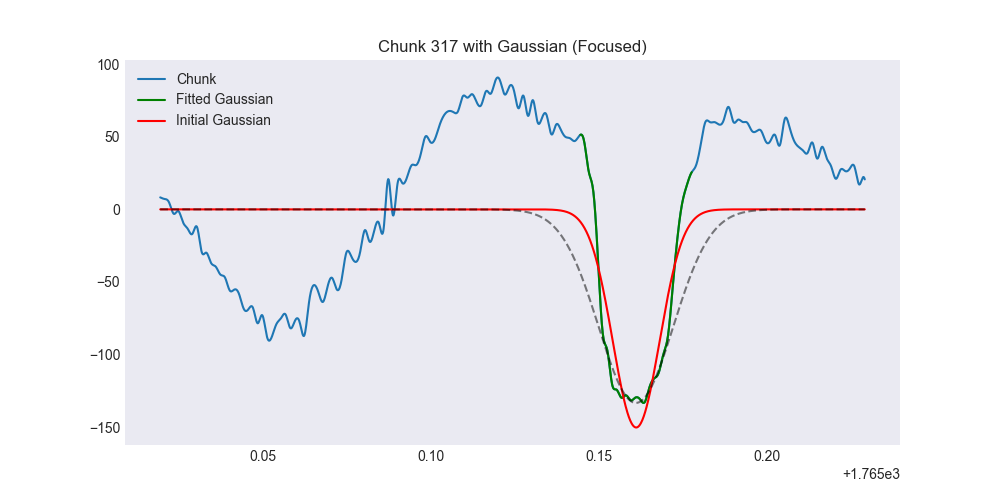 Chunk 317 with Gaussian (Focused)
Chunk
Fitted Gaussian
Initial Gaussian
100
50
0
−50
−100
−150
0.05 0.10 0.15 0.20
+1.765e3